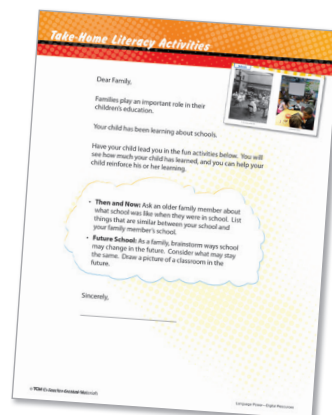 Take-Home Literacy Activities
Dear Family,
Families play an important role in their
children's education.
Your child has been learning about schools.
Have your child lead you in the fun activities below. You will
see how much your child has learned, and you can help your
child reinforce his or her learning.
• Then and Now: Ask an older family member about
what school was like when they were in school. List
things that are similar between your school and
your family member's school.
• Future School: As a family, brainstorm ways school
may change in the future. Consider what may stay
the same. Draw a picture of a classroom in the
future.
Sincerely,
Language Power—Digital Resources